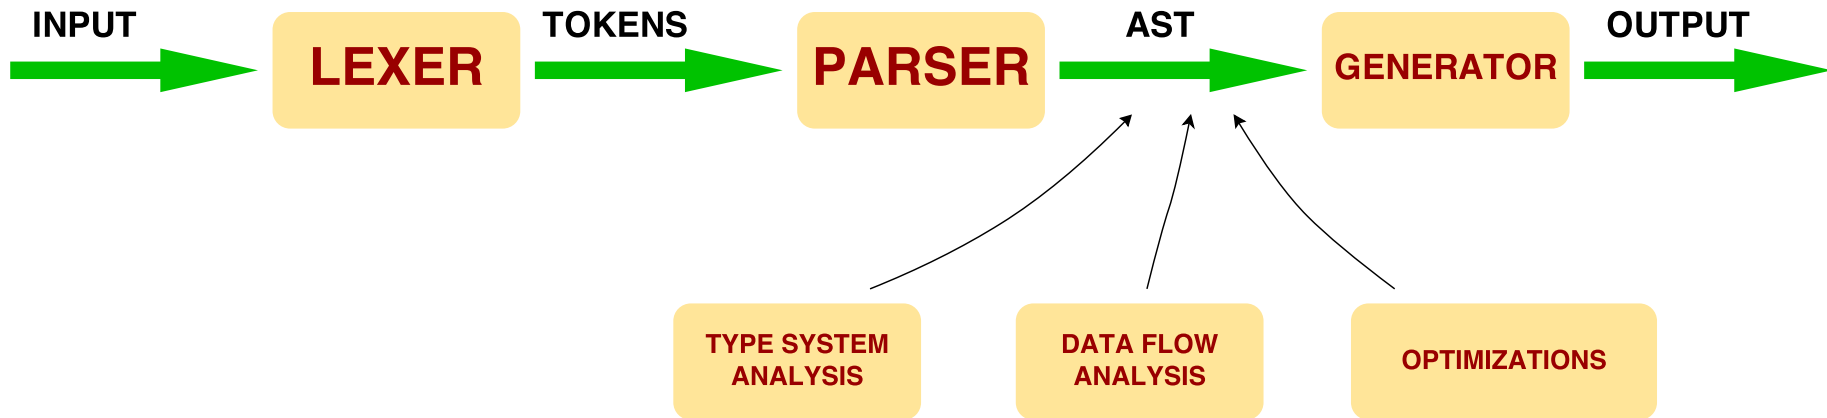 INPUT
LEXER
TOKENS
PARSER
AST
GENERATOR
OUTPUT
TYPE SYSTEM
ANALYSIS
DATA FLOW
ANALYSIS
OPTIMIZATIONS